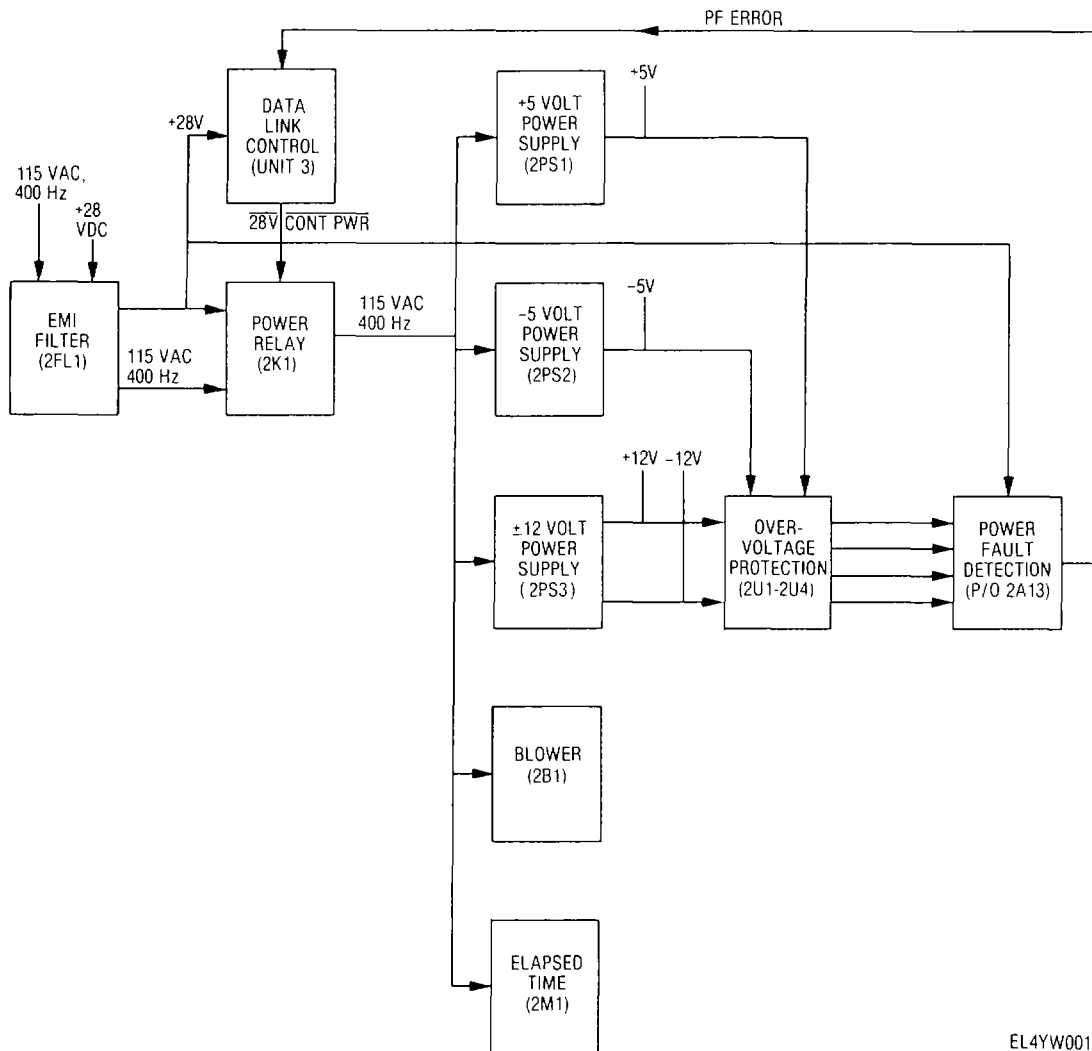 PF ERROR
DATA
LINK
CONTROL
(UNIT 3)
+28V
115 VAC,
400 Hz
+28
VDC
28V CONT PWR
EMI
FILTER
(2FL1)
115 VAC
400 Hz
POWER
RELAY
(2K1)
115 VAC
400 Hz
+5 VOLT
POWER
SUPPLY
(2PS1)
+5V
-5 VOLT
POWER
SUPPLY
(2PS2)
-5V
±12 VOLT
POWER
SUPPLY
(2PS3)
+12V -12V
OVER-
VOLTAGE
PROTECTION
(2U1-2U4)
POWER
FAULT
DETECTION
(P/O 2A13)
BLOWER
(2B1)
ELAPSED
TIME
(2M1)
EL4YW001